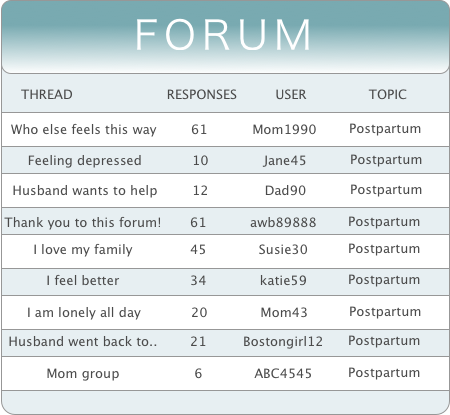 FORUM
THREAD RESPONSES USER TOPIC
Who else feels this way 61 Mom1990 Postpartum
Feeling depressed 10 Jane45 Postpartum
Husband wants to help 12 Dad90 Postpartum
Thank you to this forum! 61 awb89888 Postpartum
I love my family 45 Susie30 Postpartum
I feel better 34 katie59 Postpartum
I am lonely all day 20 Mom43 Postpartum
Husband went back to.. 21 Bostongirl12 Postpartum
Mom group 6 ABC4545 Postpartum